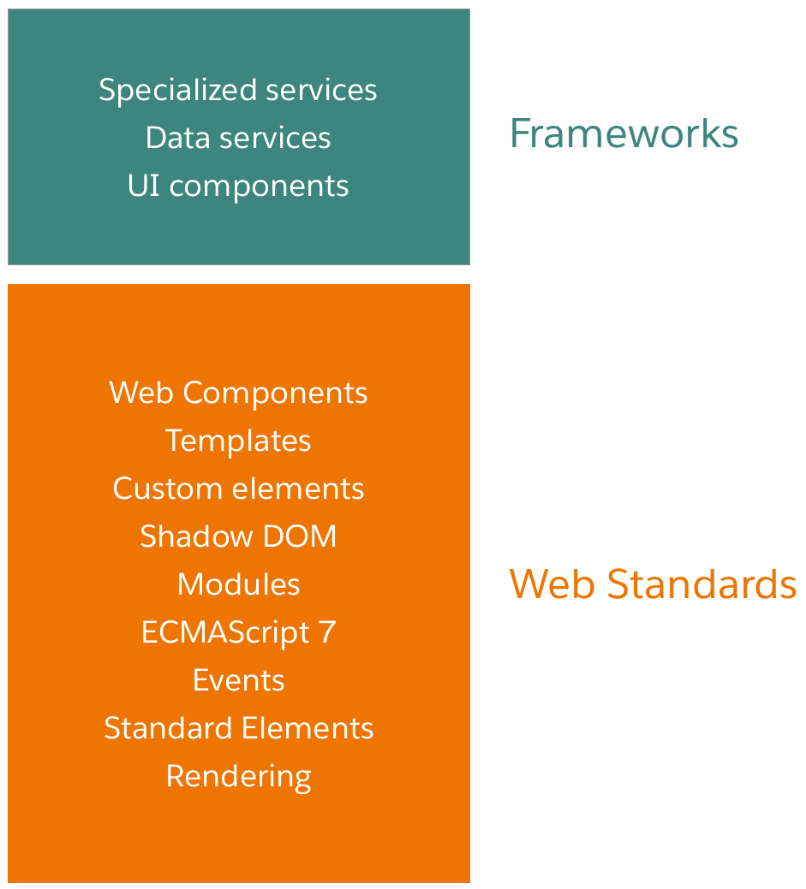 Specialized services
Data services
UI components
Frameworks
Web Components
Templates
Custom elements
Shadow DOM
Modules
ECMAScript 7
Events
Standard Elements
Rendering
Web Standards